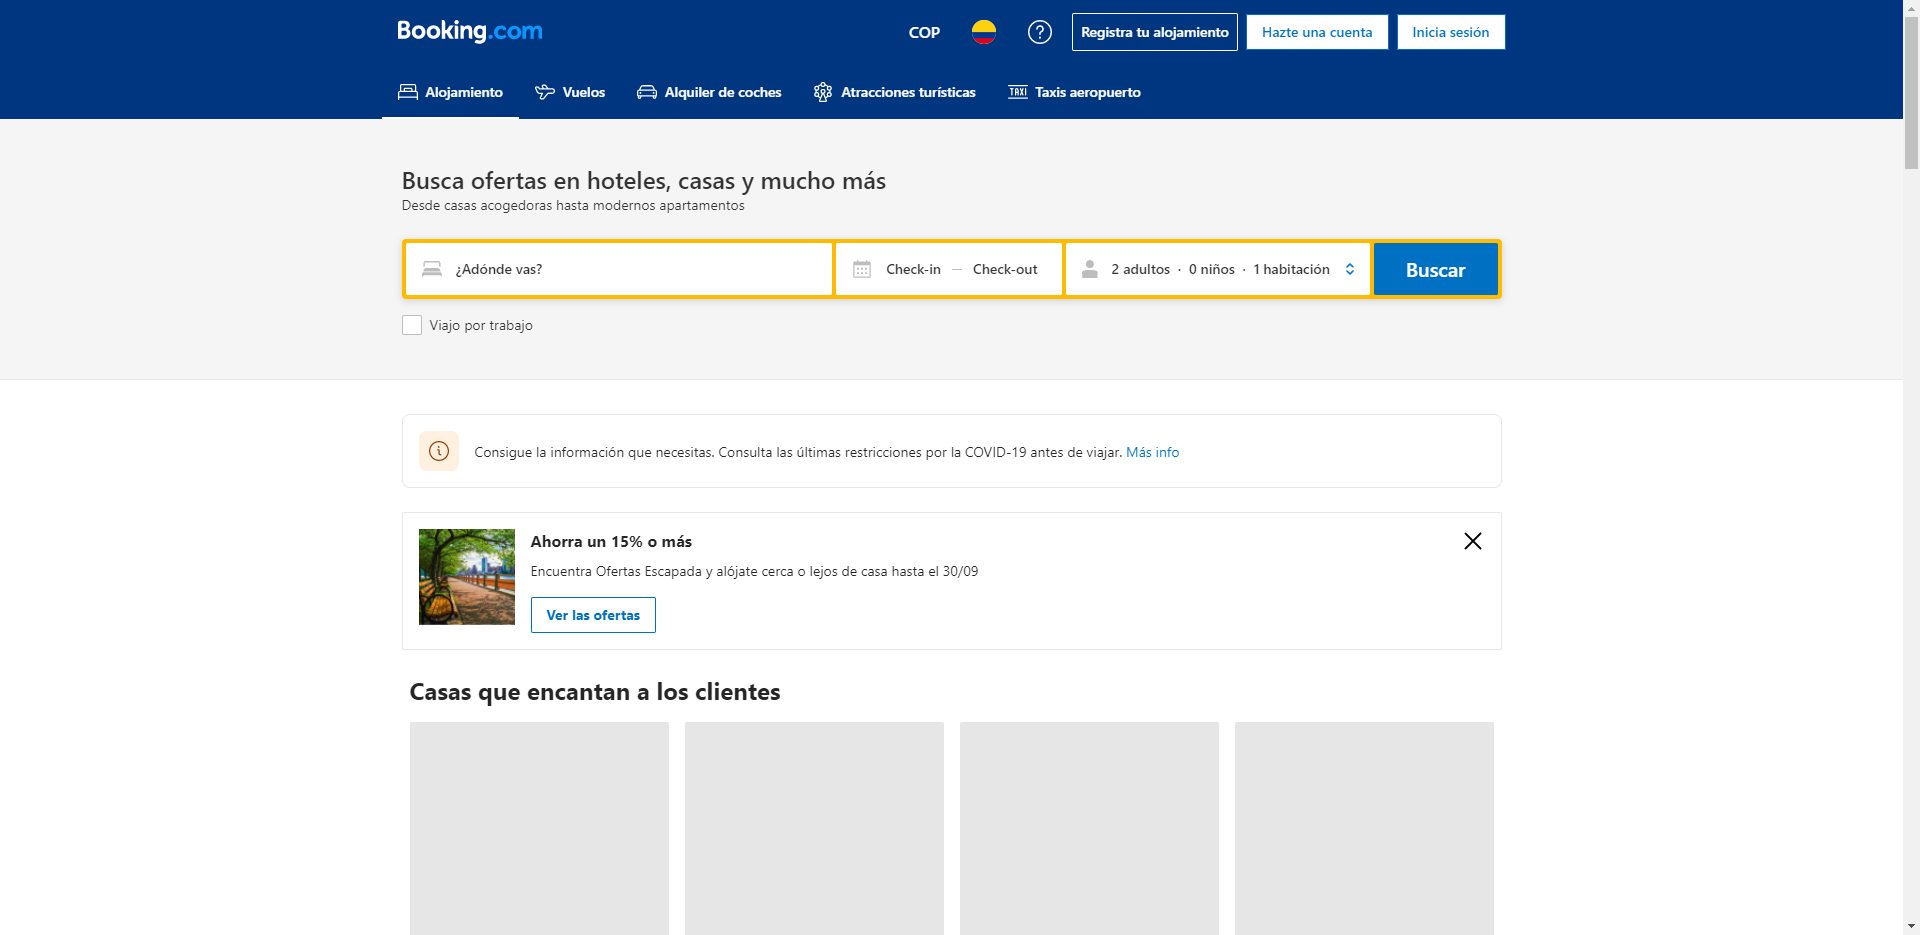 Booking.com
COP
Registra tu alojamiento
Hazte una cuenta
Inicia sesión
Alojamiento
Vuelos
Alquiler de coches
Atracciones turísticas
TAXI
Taxis aeropuerto
Busca ofertas en hoteles, casas y mucho más
Desde casas acogedoras hasta modernos apartamentos
¿Adónde vas?
Check-in — Check-out
2 adultos · 0 niños · 1 habitación
Buscar
Viajo por trabajo
Consigue la información que necesitas. Consulta las últimas restricciones por la COVID-19 antes de viajar. Más info
Ahorra un 15% o más
Encuentra Ofertas Escapada y alójate cerca o lejos de casa hasta el 30/09
Ver las ofertas
Casas que encantan a los clientes